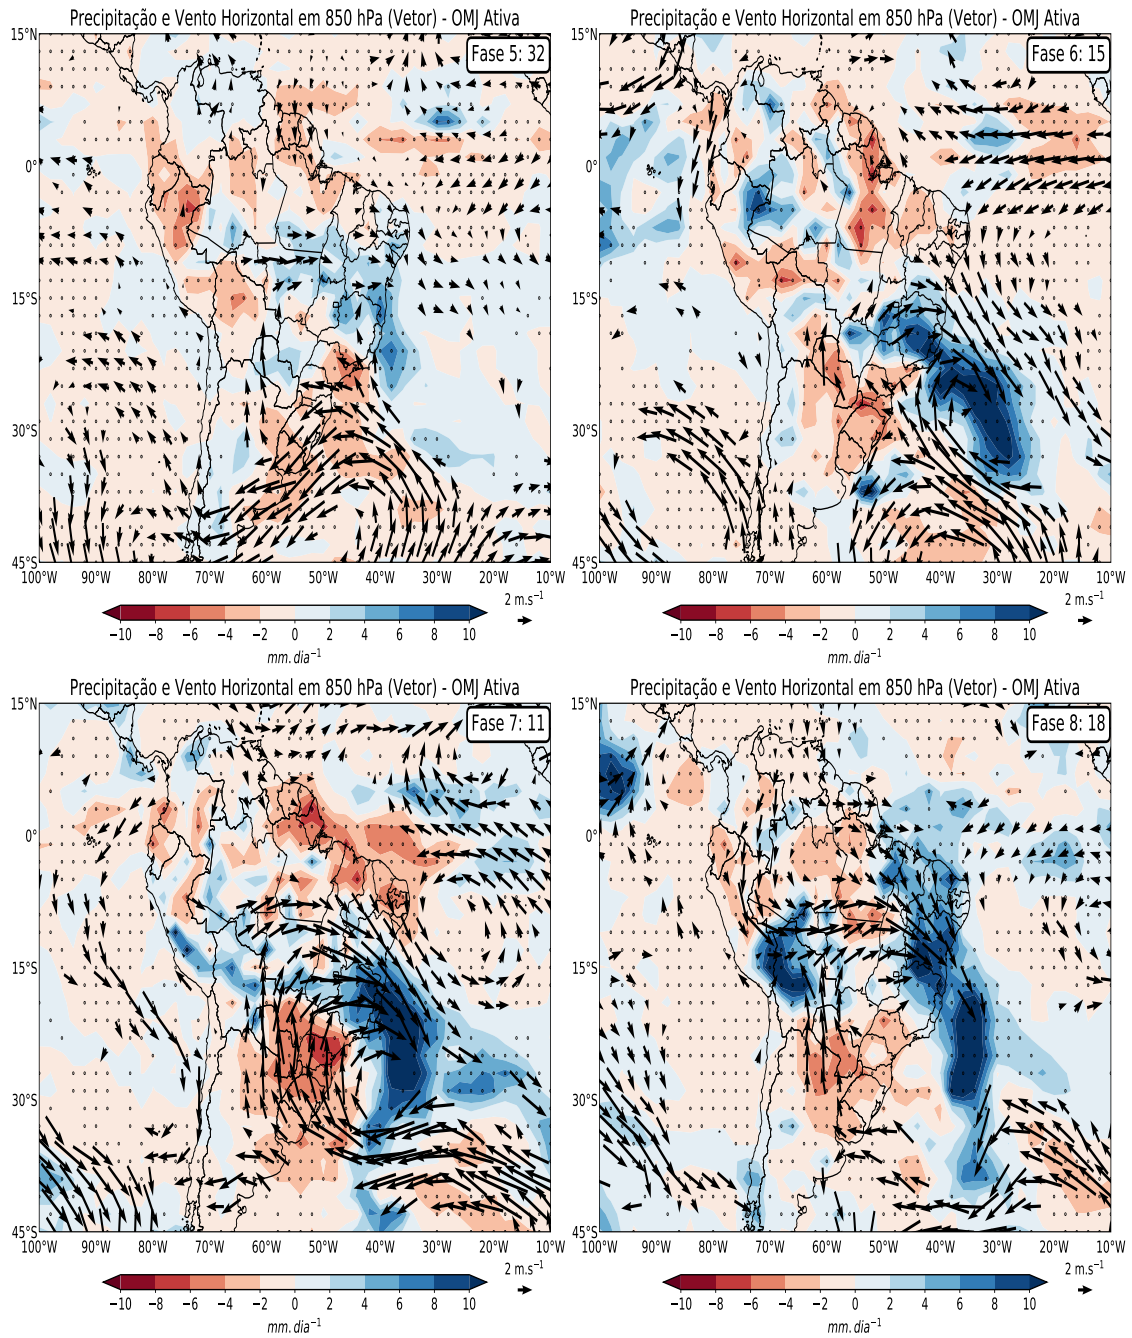 Precipitação e Vento Horizontal em 850 hPa (Vetor) - OMJ Ativa
Fase 5: 32
15°N
0°
15°S
30°S
45°S
100°W 90°W 80°W 70°W 60°W 50°W 40°W 30°W 20°W 10°W
2 m.s⁻¹
−10 −8 −6 −4 −2 0 2 4 6 8 10
mm.dia⁻¹
Precipitação e Vento Horizontal em 850 hPa (Vetor) - OMJ Ativa
Fase 6: 15
15°N
0°
15°S
30°S
45°S
100°W 90°W 80°W 70°W 60°W 50°W 40°W 30°W 20°W 10°W
2 m.s⁻¹
−10 −8 −6 −4 −2 0 2 4 6 8 10
mm.dia⁻¹
Precipitação e Vento Horizontal em 850 hPa (Vetor) - OMJ Ativa
Fase 7: 11
15°N
0°
15°S
30°S
45°S
100°W 90°W 80°W 70°W 60°W 50°W 40°W 30°W 20°W 10°W
2 m.s⁻¹
−10 −8 −6 −4 −2 0 2 4 6 8 10
mm.dia⁻¹
Precipitação e Vento Horizontal em 850 hPa (Vetor) - OMJ Ativa
Fase 8: 18
15°N
0°
15°S
30°S
45°S
100°W 90°W 80°W 70°W 60°W 50°W 40°W 30°W 20°W 10°W
2 m.s⁻¹
−10 −8 −6 −4 −2 0 2 4 6 8 10
mm.dia⁻¹